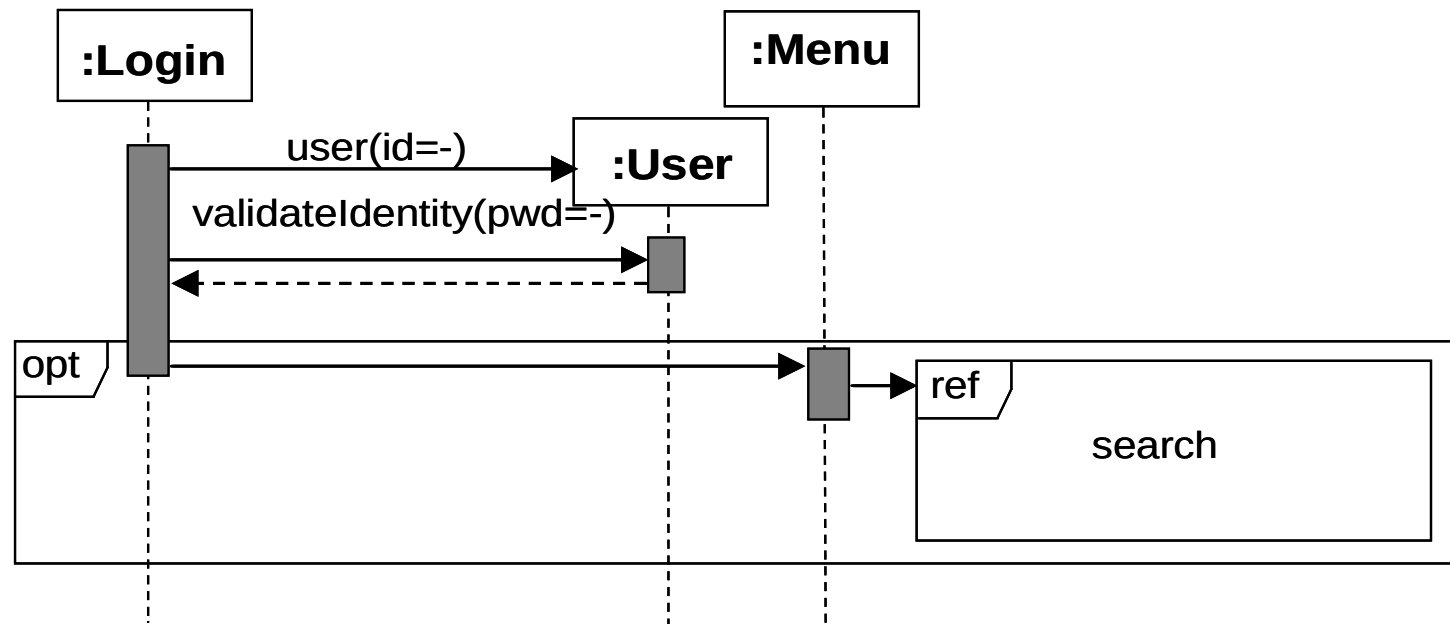 :Login
:Menu
user(id=-)
:User
validateIdentity(pwd=-)
opt
ref
search